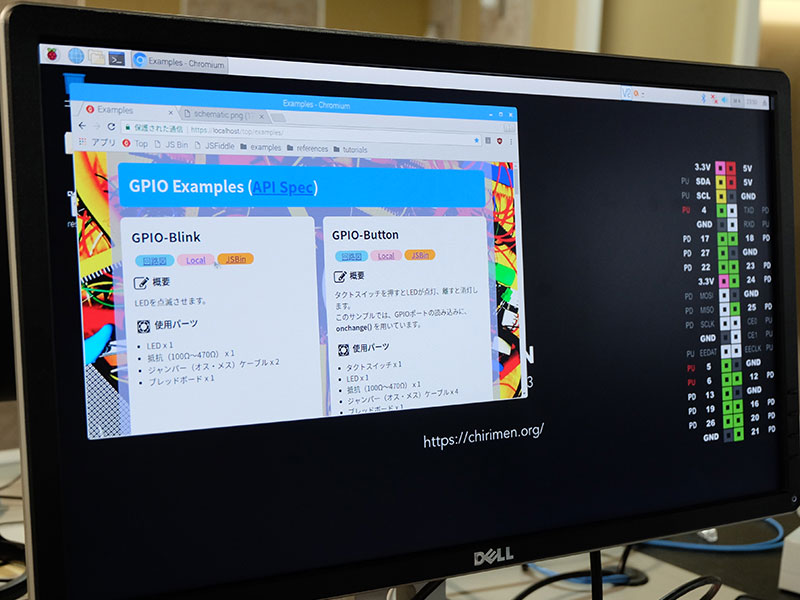 Examples - Chromium
Examples - Chromium
Examples
schematic.png (1
保護された通信 https://localhost/top/examples/
アプリ Top JS Bin JSFiddle examples references tutorials
GPIO Examples (API Spec)
GPIO-Blink
回路図 Local JSBin
概要
LEDを点滅させます。
使用パーツ
LED x 1
抵抗（100Ω〜470Ω）x 1
ジャンパー（オス・メス）ケーブル x 2
ブレッドボード x 1
GPIO-Button
回路図 Local JSBin
概要
タクトスイッチを押すとLEDが点灯、離すと消灯し
ます。
このサンプルでは、GPIOポートの読み込みに、
onchange() を用いています。
使用パーツ
タクトスイッチ x 1
LED x 1
抵抗（100Ω〜470Ω）x 1
ジャンパー（オス・メス）ケーブル x 4
ブレッドボード x 1
N
3
https://chirimen.org/
3.3V 5V
PU SDA 5V
PU SCL GND
PU 4 TXD PD
GND RXD PU
PD 17 18 PD
PD 27 GND
PD 22 23 PD
3.3V 24 PD
PD MOSI GND
PD MISO 25 PD
PD SCLK CE0 PU
GND CE1 PU
PU EEDAT EECLK PU
PU 5 GND
PU 6 12 PD
PD 13 GND
PD 19 16 PD
PD 26 20 PD
GND 21 PD
DELL